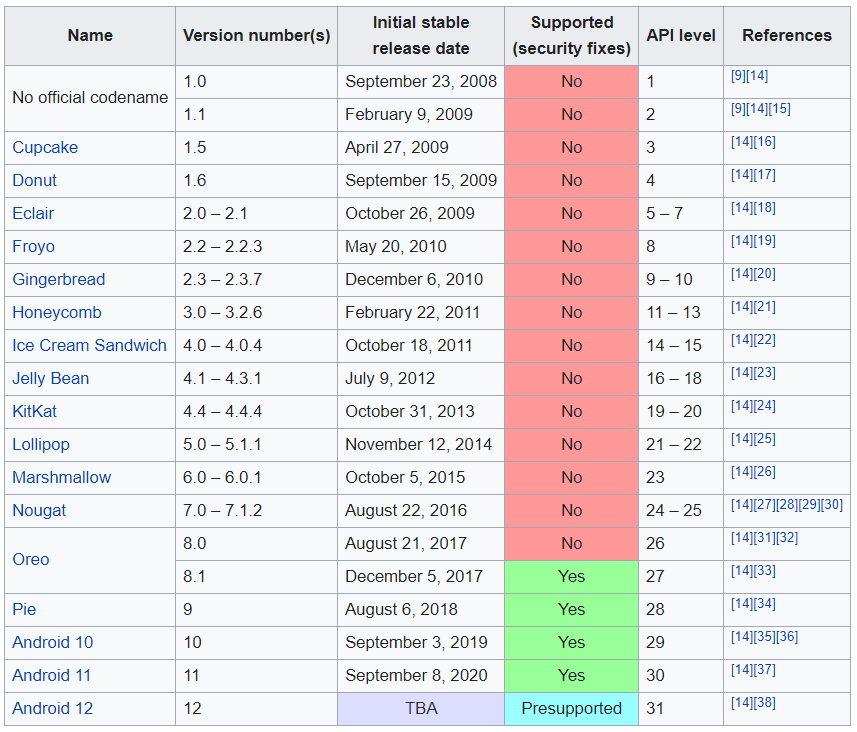 Name Version number(s) Initial stable release date Supported (security fixes) API level References
No official codename 1.0 September 23, 2008 No 1 [9][14]
1.1 February 9, 2009 No 2 [9][14][15]
Cupcake 1.5 April 27, 2009 No 3 [14][16]
Donut 1.6 September 15, 2009 No 4 [14][17]
Eclair 2.0 – 2.1 October 26, 2009 No 5 – 7 [14][18]
Froyo 2.2 – 2.2.3 May 20, 2010 No 8 [14][19]
Gingerbread 2.3 – 2.3.7 December 6, 2010 No 9 – 10 [14][20]
Honeycomb 3.0 – 3.2.6 February 22, 2011 No 11 – 13 [14][21]
Ice Cream Sandwich 4.0 – 4.0.4 October 18, 2011 No 14 – 15 [14][22]
Jelly Bean 4.1 – 4.3.1 July 9, 2012 No 16 – 18 [14][23]
KitKat 4.4 – 4.4.4 October 31, 2013 No 19 – 20 [14][24]
Lollipop 5.0 – 5.1.1 November 12, 2014 No 21 – 22 [14][25]
Marshmallow 6.0 – 6.0.1 October 5, 2015 No 23 [14][26]
Nougat 7.0 – 7.1.2 August 22, 2016 No 24 – 25 [14][27][28][29][30]
Oreo 8.0 August 21, 2017 No 26 [14][31][32]
8.1 December 5, 2017 Yes 27 [14][33]
Pie 9 August 6, 2018 Yes 28 [14][34]
Android 10 10 September 3, 2019 Yes 29 [14][35][36]
Android 11 11 September 8, 2020 Yes 30 [14][37]
Android 12 12 TBA Presupported 31 [14][38]